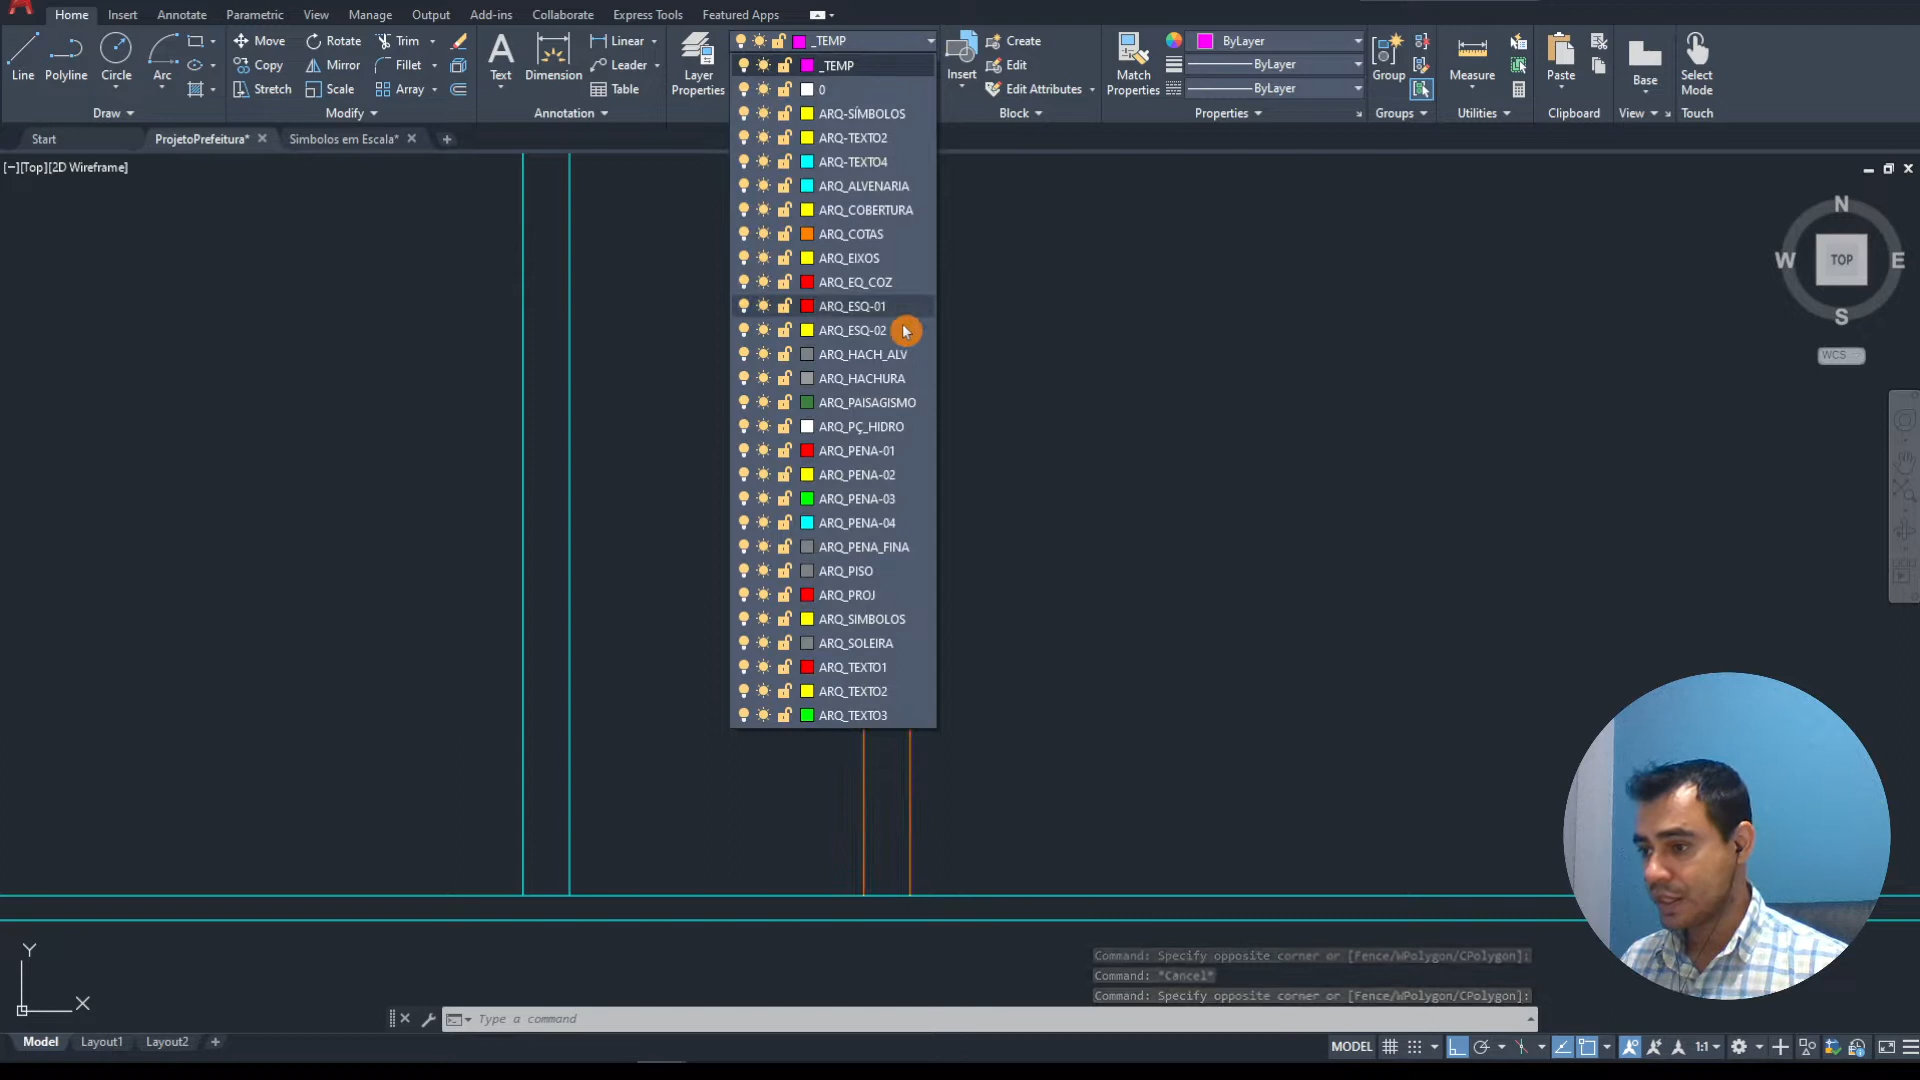 Home Insert Annotate Parametric View Manage Output Add-ins Collaborate Express Tools Featured Apps
Line Polyline Circle Arc
Move Rotate Trim
Copy Mirror Fillet
Stretch Scale Array
Text Dimension
Linear
Leader
Table
Layer
Properties
_TEMP
Insert
Create
Edit
Edit Attributes
Match
Properties
ByLayer
ByLayer
ByLayer
Group
Measure
Paste
Base
Select
Mode
Draw Modify Annotation Block Properties Groups Utilities Clipboard View Touch
Start ProjetoPrefeitura* Simbolos em Escala*
[−][Top][2D Wireframe]
_TEMP
0
ARQ-SÍMBOLOS
ARQ-TEXTO2
ARQ-TEXTO4
ARQ_ALVENARIA
ARQ_COBERTURA
ARQ_COTAS
ARQ_EIXOS
ARQ_EQ_COZ
ARQ_ESQ-01
ARQ_ESQ-02
ARQ_HACH_ALV
ARQ_HACHURA
ARQ_PAISAGISMO
ARQ_PÇ_HIDRO
ARQ_PENA-01
ARQ_PENA-02
ARQ_PENA-03
ARQ_PENA-04
ARQ_PENA_FINA
ARQ_PISO
ARQ_PROJ
ARQ_SIMBOLOS
ARQ_SOLEIRA
ARQ_TEXTO1
ARQ_TEXTO2
ARQ_TEXTO3
N
W TOP E
S
WCS
Y
X
Command: Specify opposite corner or [Fence/WPolygon/CPolygon]:
Command: *Cancel*
Command: Specify opposite corner or [Fence/WPolygon/CPolygon]:
Type a command
Model Layout1 Layout2
MODEL 1:1